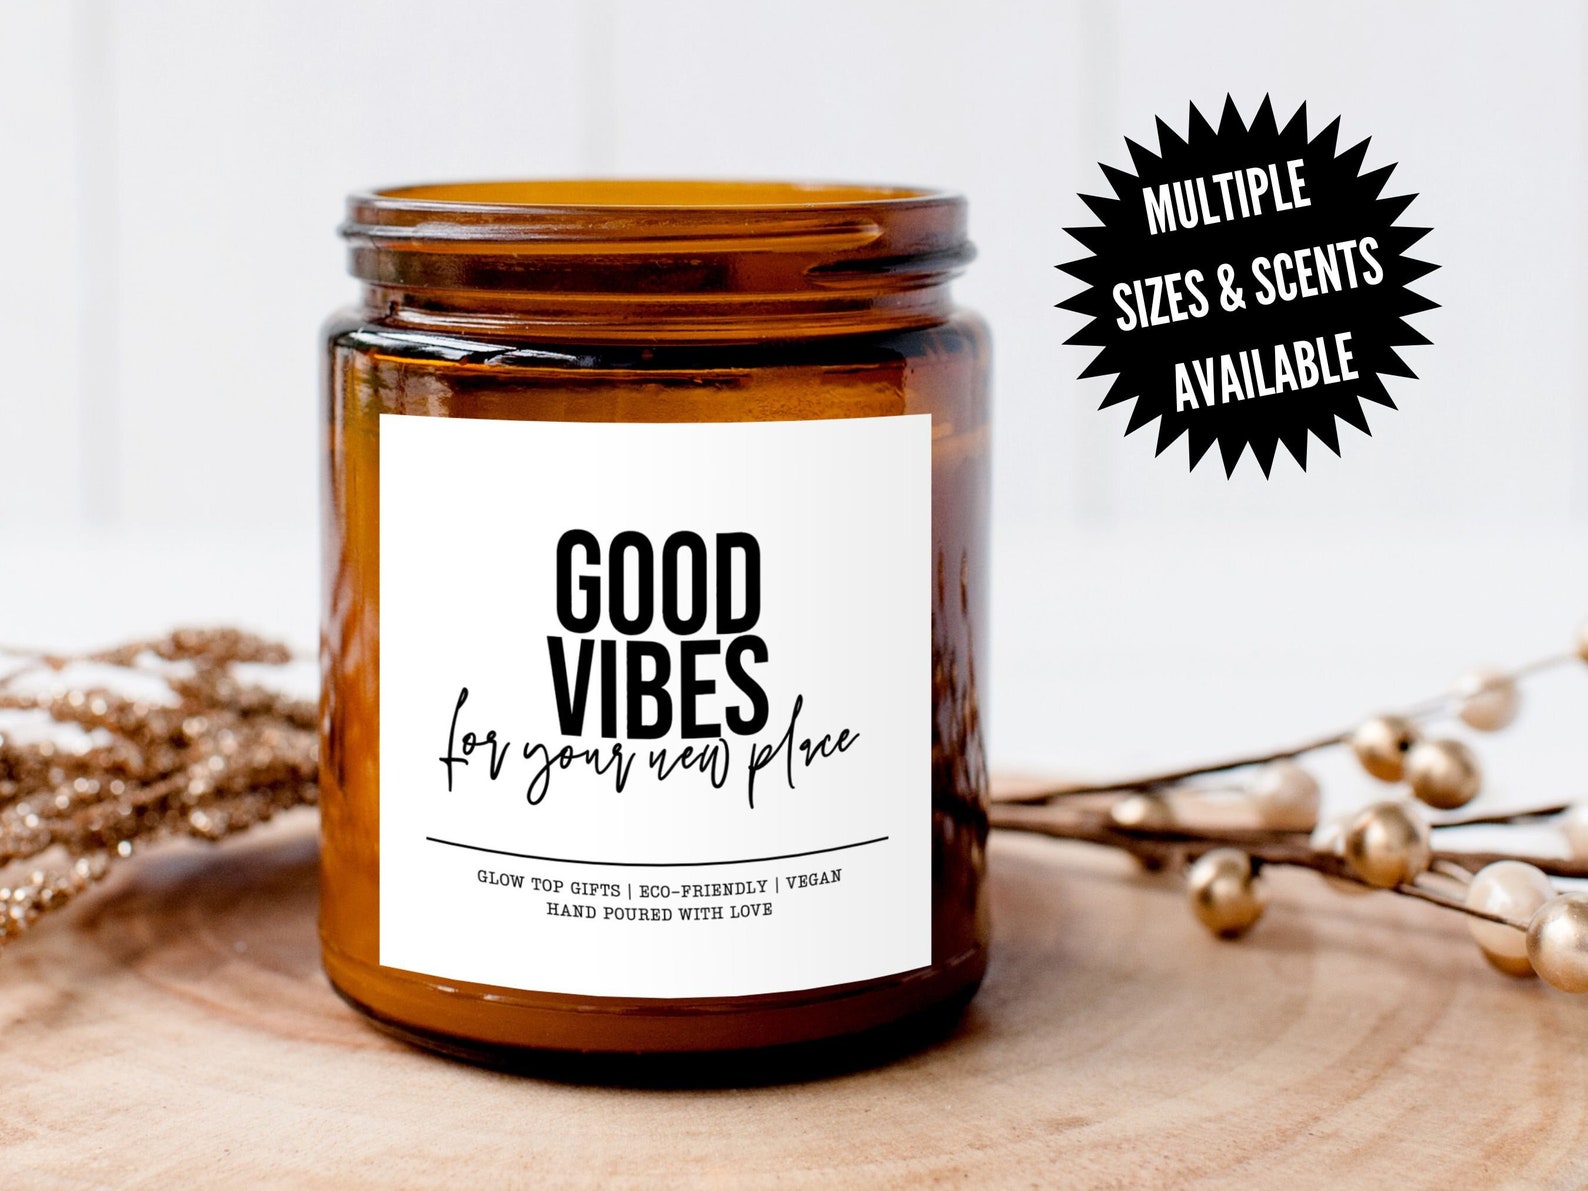 GOOD
VIBES
for your new place
GLOW TOP GIFTS | ECO-FRIENDLY | VEGAN
HAND POURED WITH LOVE
MULTIPLE
SIZES & SCENTS
AVAILABLE